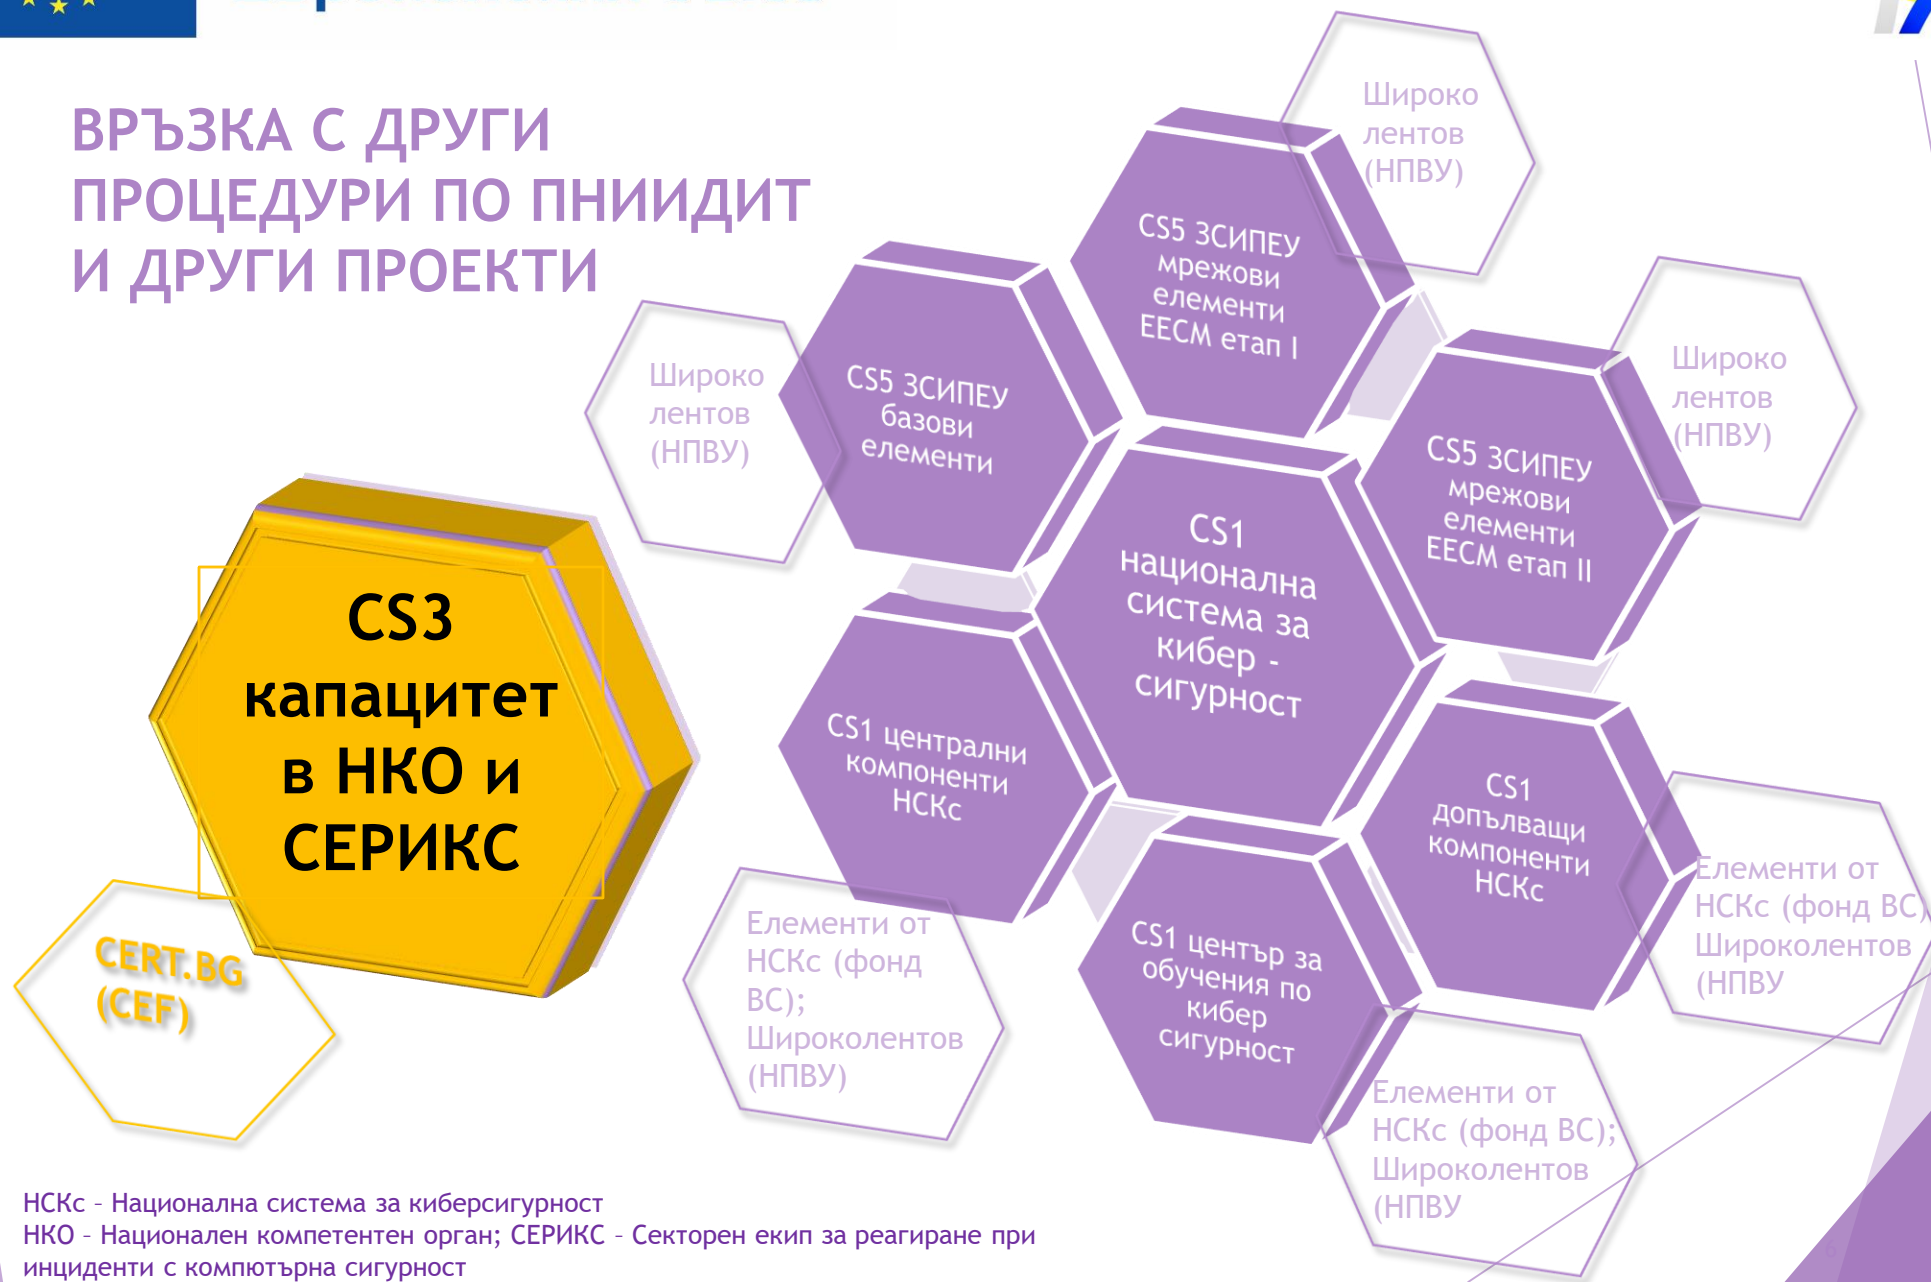 ВРЪЗКА С ДРУГИ
ПРОЦЕДУРИ ПО ПНИИДИТ
И ДРУГИ ПРОЕКТИ
Широко
лентов
(НПВУ)
CS5 ЗСИПЕУ
мрежови
елементи
ЕЕСМ етап I
Широко
лентов
(НПВУ)
CS5 ЗСИПЕУ
базови
елементи
Широко
лентов
(НПВУ)
CS5 ЗСИПЕУ
мрежови
елементи
ЕЕСМ етап II
CS1
национална
система за
кибер -
сигурност
CS3
капацитет
в НКО и
СЕРИКС
CS1 централни
компоненти
НСКс
CS1
допълващи
компоненти
НСКс
Елементи от
НСКс (фонд ВС)
Широколентов
(НПВУ
CERT.BG
(CEF)
Елементи от
НСКс (фонд
ВС);
Широколентов
(НПВУ)
CS1 център за
обучения по
кибер
сигурност
Елементи от
НСКс (фонд ВС);
Широколентов
(НПВУ
НСКс – Национална система за киберсигурност
НКО – Национален компетентен орган; СЕРИКС – Секторен екип за реагиране при
инциденти с компютърна сигурност
6